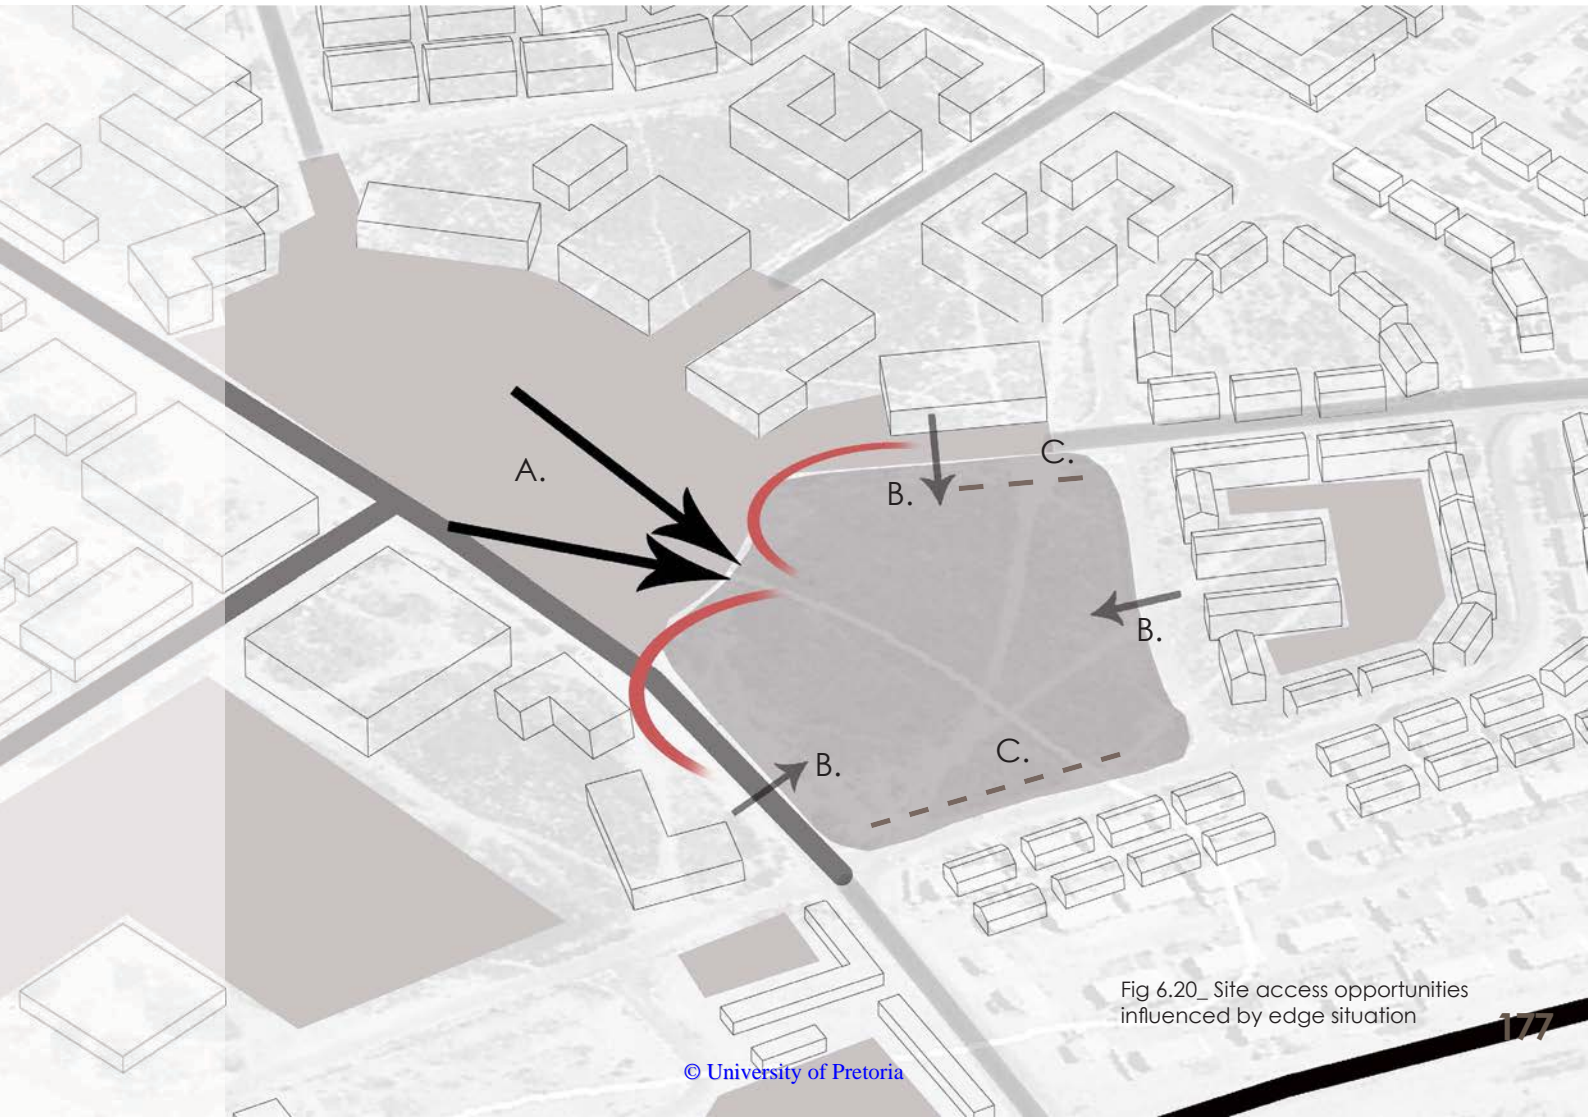 A.
C.
B.
B.
C.
B.
Fig 6.20_ Site access opportunities
influenced by edge situation
177
© University of Pretoria